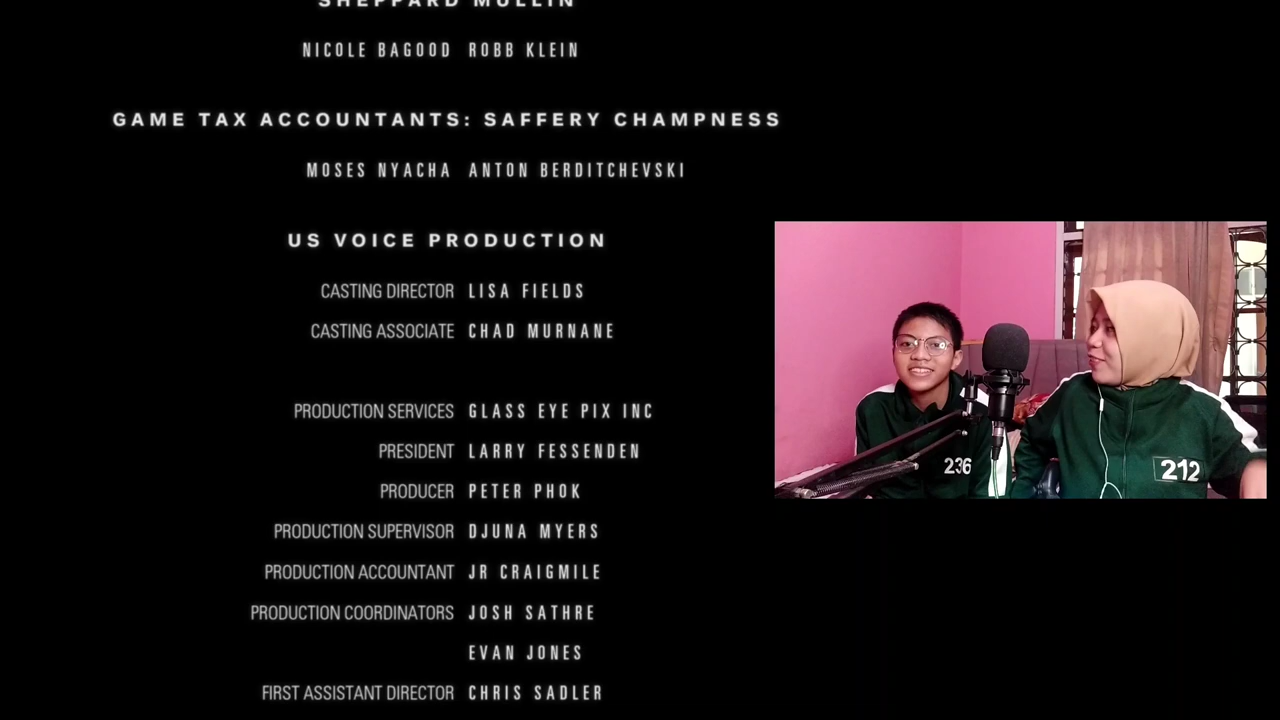 SHEPPARD MULLIN
NICOLE BAGOOD ROBB KLEIN
GAME TAX ACCOUNTANTS: SAFFERY CHAMPNESS
MOSES NYACHA ANTON BERDITCHEVSKI
US VOICE PRODUCTION
CASTING DIRECTOR LISA FIELDS
CASTING ASSOCIATE CHAD MURNANE
PRODUCTION SERVICES GLASS EYE PIX INC
PRESIDENT LARRY FESSENDEN
PRODUCER PETER PHOK
PRODUCTION SUPERVISOR DJUNA MYERS
PRODUCTION ACCOUNTANT JR CRAIGMILE
PRODUCTION COORDINATORS JOSH SATHRE
EVAN JONES
FIRST ASSISTANT DIRECTOR CHRIS SADLER
236
212